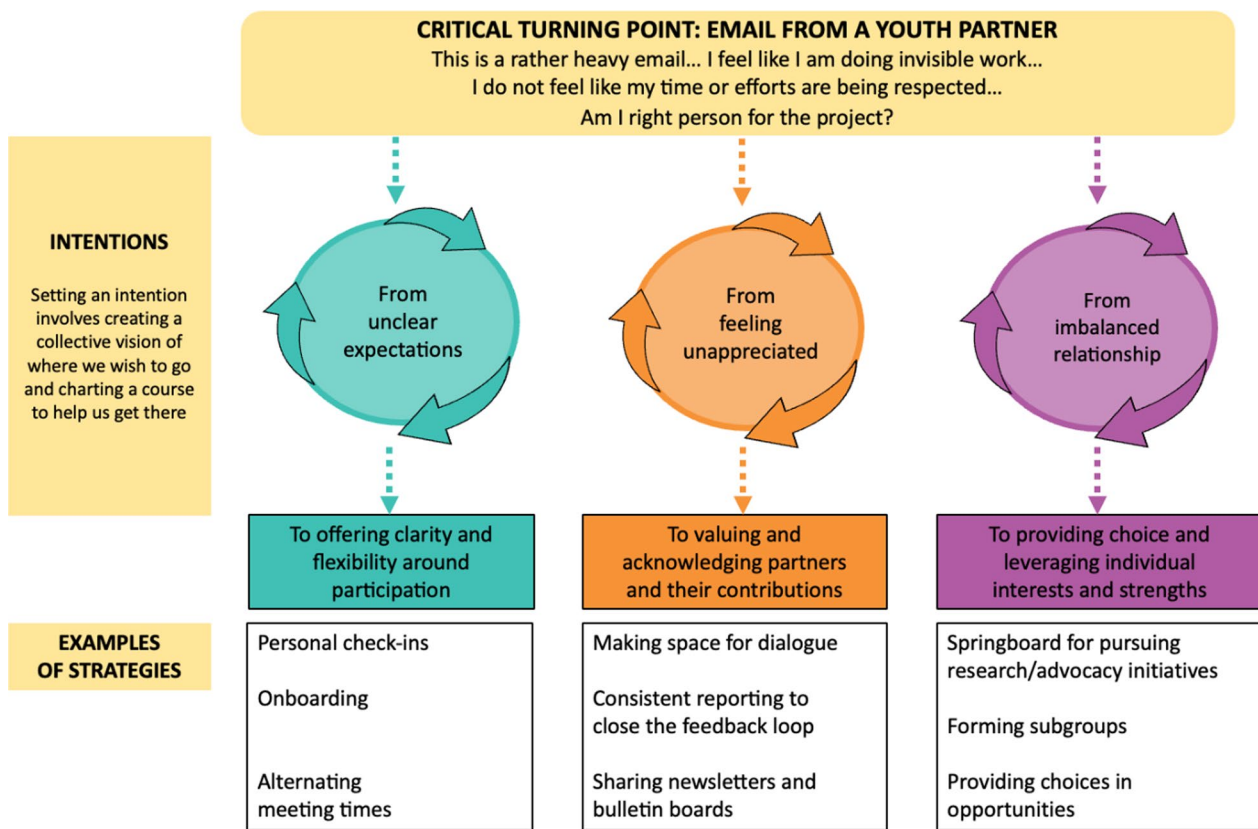 CRITICAL TURNING POINT: EMAIL FROM A YOUTH PARTNER
This is a rather heavy email... I feel like I am doing invisible work...
I do not feel like my time or efforts are being respected...
Am I right person for the project?
INTENTIONS
Setting an intention
involves creating a
collective vision of
where we wish to go
and charting a course
to help us get there
From
unclear
expectations
From
feeling
unappreciated
From
imbalanced
relationship
To offering clarity and
flexibility around
participation
To valuing and
acknowledging partners
and their contributions
To providing choice and
leveraging individual
interests and strengths
EXAMPLES
OF STRATEGIES
Personal check-ins
Onboarding
Alternating
meeting times
Making space for dialogue
Consistent reporting to
close the feedback loop
Sharing newsletters and
bulletin boards
Springboard for pursuing
research/advocacy initiatives
Forming subgroups
Providing choices in
opportunities